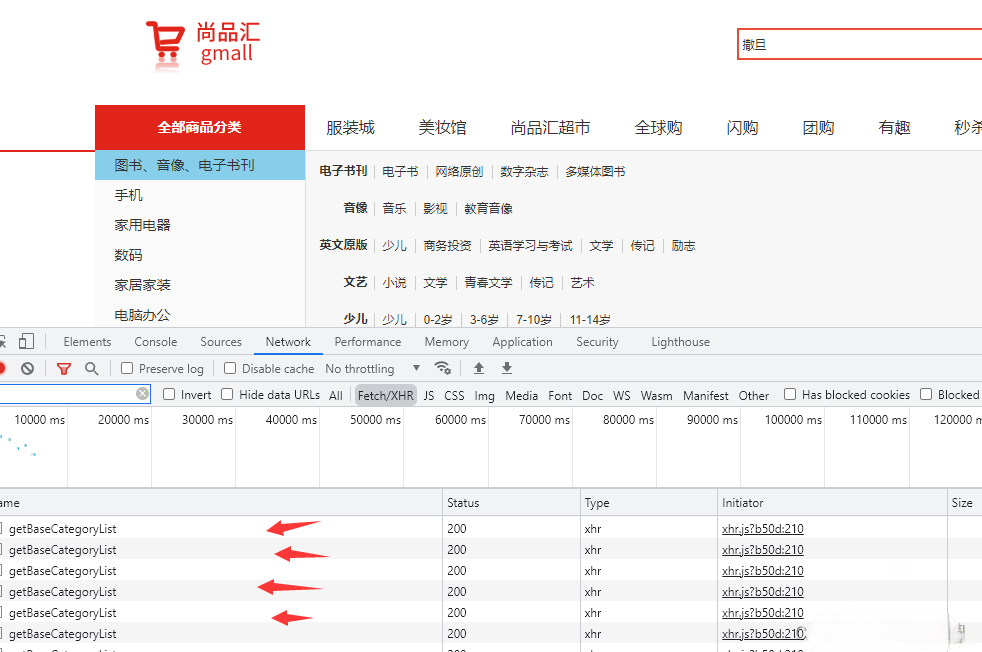 尚品汇
gmall
撒旦
全部商品分类 服装城 美妆馆 尚品汇超市 全球购 闪购 团购 有趣 秒杀
图书、音像、电子书刊
手机
家用电器
数码
家居家装
电脑办公
电子书刊 电子书 网络原创 数字杂志 多媒体图书
音像 音乐 影视 教育音像
英文原版 少儿 商务投资 英语学习与考试 文学 传记 励志
文艺 小说 文学 青春文学 传记 艺术
少儿 少儿 0-2岁 3-6岁 7-10岁 11-14岁
Elements Console Sources Network Performance Memory Application Security Lighthouse
Preserve log Disable cache No throttling
Invert Hide data URLs All Fetch/XHR JS CSS Img Media Font Doc WS Wasm Manifest Other Has blocked cookies Blocked
10000 ms 20000 ms 30000 ms 40000 ms 50000 ms 60000 ms 70000 ms 80000 ms 90000 ms 100000 ms 110000 ms 120000 m
ame Status Type Initiator Size
getBaseCategoryList 200 xhr xhr.js?b50d:210
getBaseCategoryList 200 xhr xhr.js?b50d:210
getBaseCategoryList 200 xhr xhr.js?b50d:210
getBaseCategoryList 200 xhr xhr.js?b50d:210
getBaseCategoryList 200 xhr xhr.js?b50d:210
getBaseCategoryList 200 xhr xhr.js?b50d:210